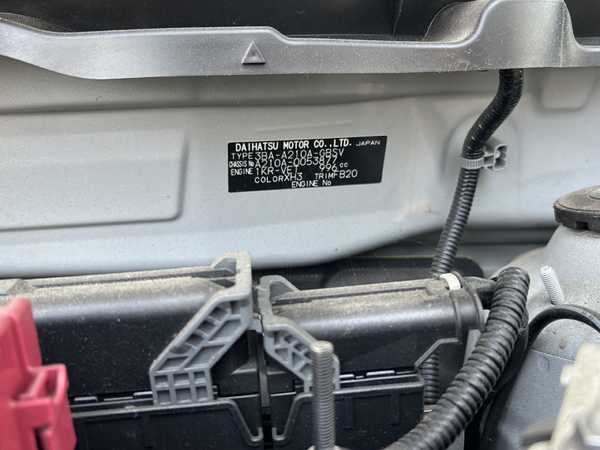 DAIHATSU MOTOR CO., LTD. JAPAN
TYPE 3BA-A210A-GBSV
CHASSIS No A210A-0053877
ENGINE 1KR-VET 996 cc
COLOR XH3 TRIM FB20
ENGINE No